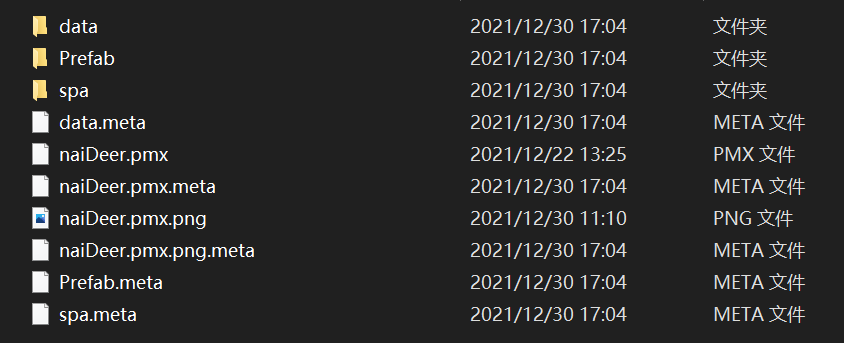 data 2021/12/30 17:04 文件夹
Prefab 2021/12/30 17:04 文件夹
spa 2021/12/30 17:04 文件夹
data.meta 2021/12/30 17:04 META 文件
naiDeer.pmx 2021/12/22 13:25 PMX 文件
naiDeer.pmx.meta 2021/12/30 17:04 META 文件
naiDeer.pmx.png 2021/12/30 11:10 PNG 文件
naiDeer.pmx.png.meta 2021/12/30 17:04 META 文件
Prefab.meta 2021/12/30 17:04 META 文件
spa.meta 2021/12/30 17:04 META 文件